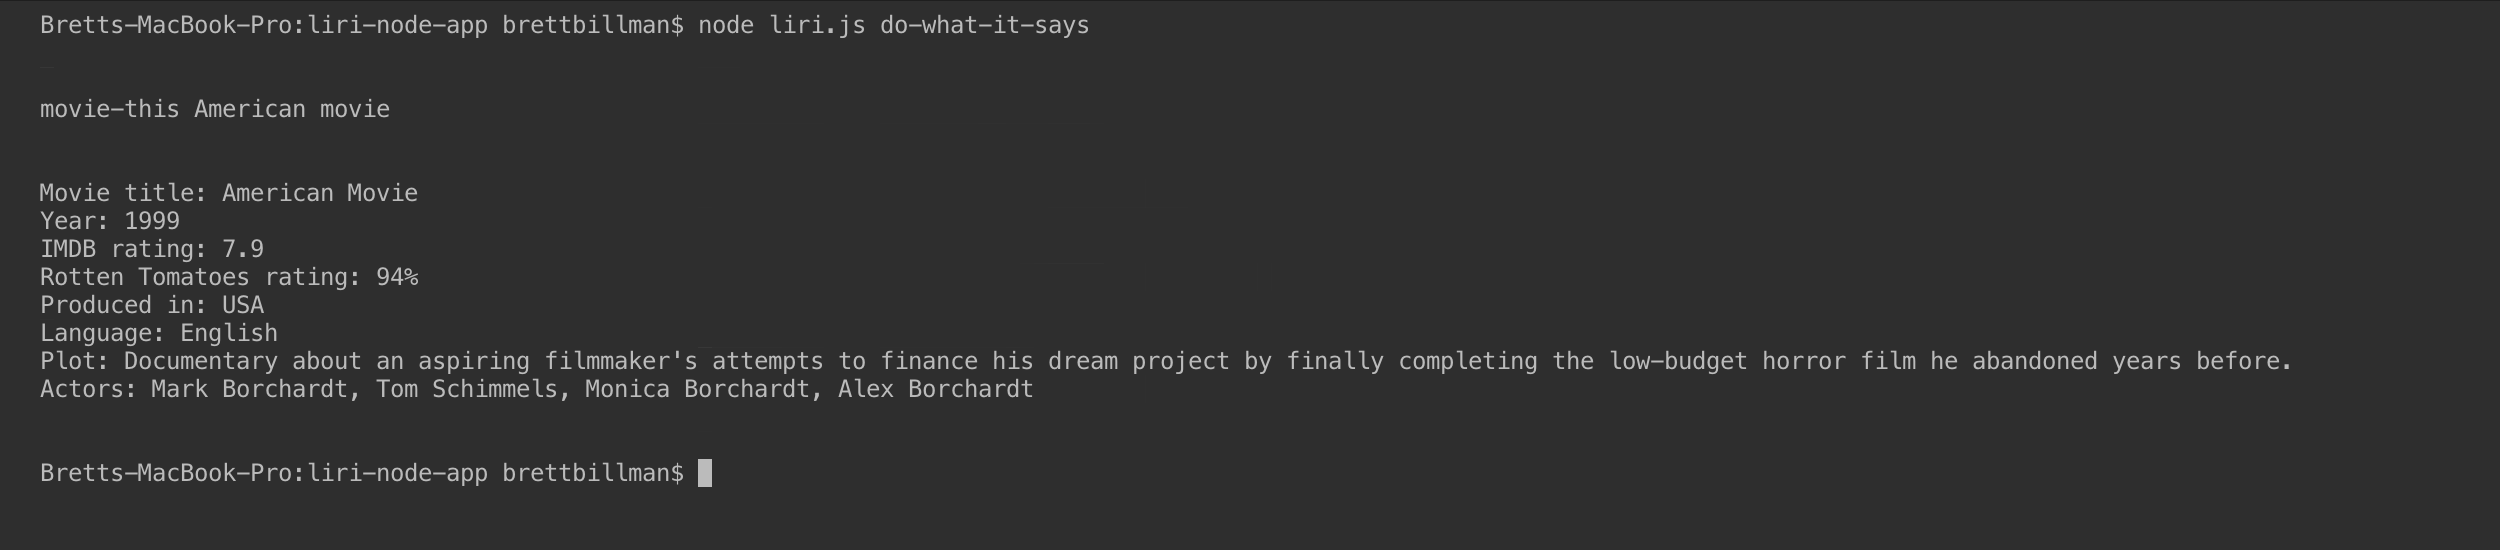 Bretts-MacBook-Pro:liri-node-app brettbillman$ node liri.js do-what-it-says
movie-this American movie
Movie title: American Movie
Year: 1999
IMDB rating: 7.9
Rotten Tomatoes rating: 94%
Produced in: USA
Language: English
Plot: Documentary about an aspiring filmmaker's attempts to finance his dream project by finally completing the low-budget horror film he abandoned years before.
Actors: Mark Borchardt, Tom Schimmels, Monica Borchardt, Alex Borchardt
Bretts-MacBook-Pro:liri-node-app brettbillman$